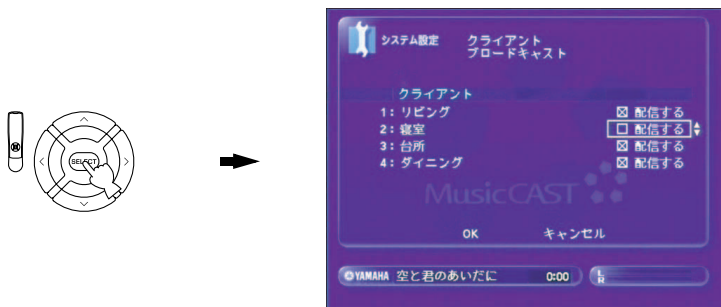 SELECT
システム設定
クライアント
ブロードキャスト
クライアント
1: リビング ☒ 配信する
2: 寝室 ☐ 配信する
3: 台所 ☒ 配信する
4: ダイニング ☒ 配信する
MusicCAST
OK キャンセル
YAMAHA 空と君のあいだに 0:00 L
R